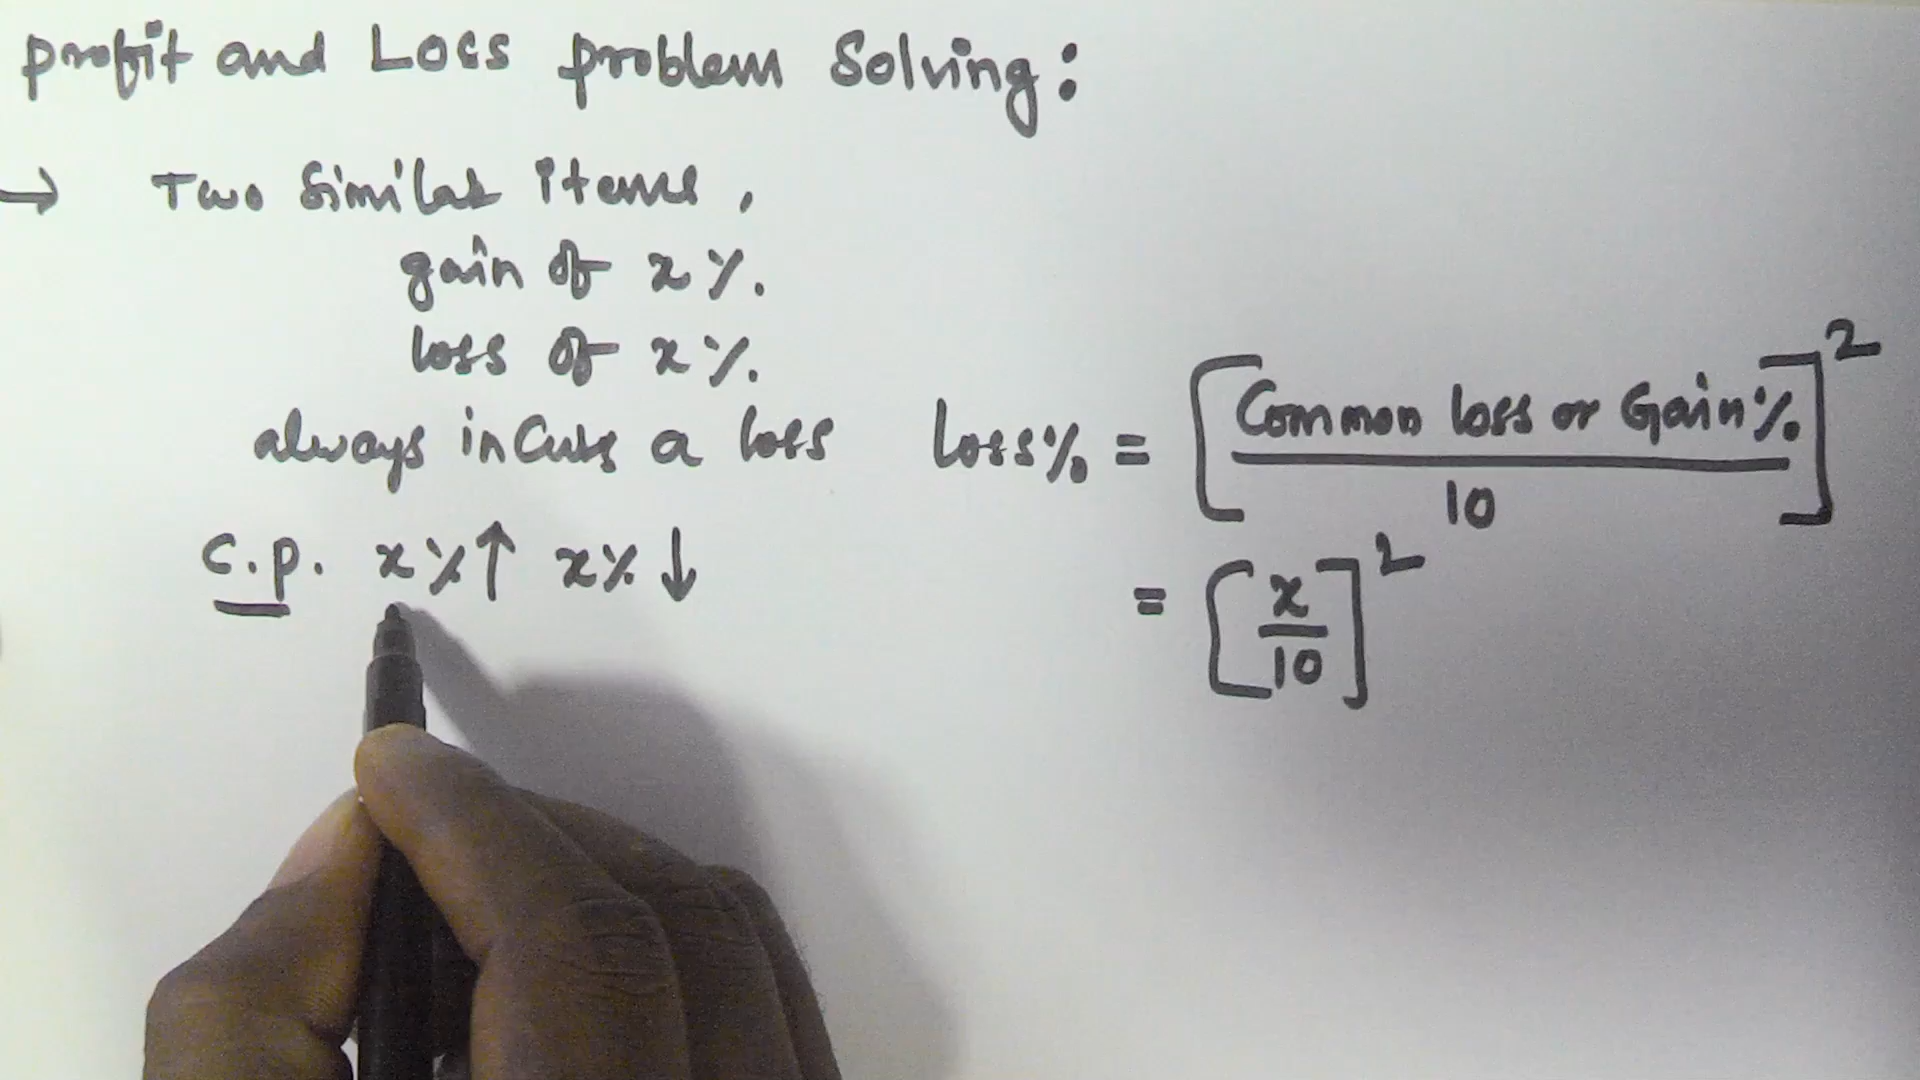 profit and Loss problem Solving:
→ Two Similar items,
gain of x%.
loss of x%.
always incurs a loss
Loss% = [Common loss or Gain% / 10]²
C.P. x%↑ x%↓
= [x/10]²